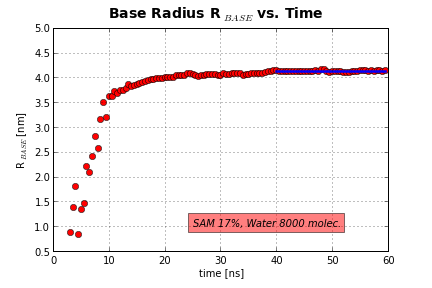 Base Radius R BASE vs. Time
R BASE [nm]
5.0
4.5
4.0
3.5
3.0
2.5
2.0
1.5
1.0
0.5
SAM 17%, Water 8000 molec.
0 10 20 30 40 50 60
time [ns]